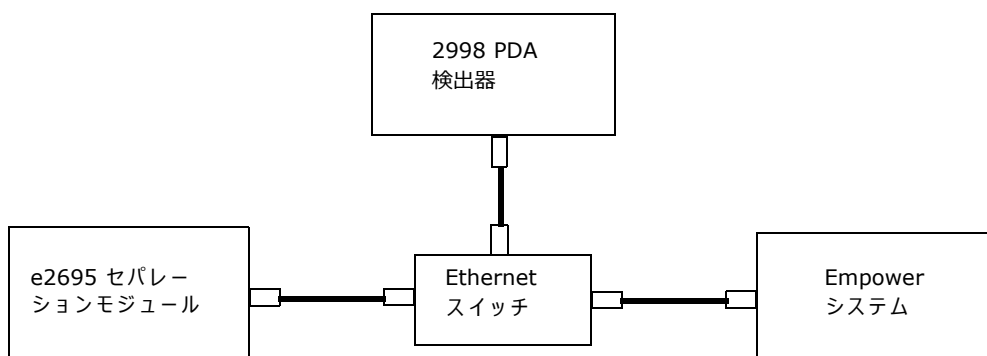 2998 PDA
検出器
e2695 セパレー
ションモジュール
Ethernet
スイッチ
Empower
システム